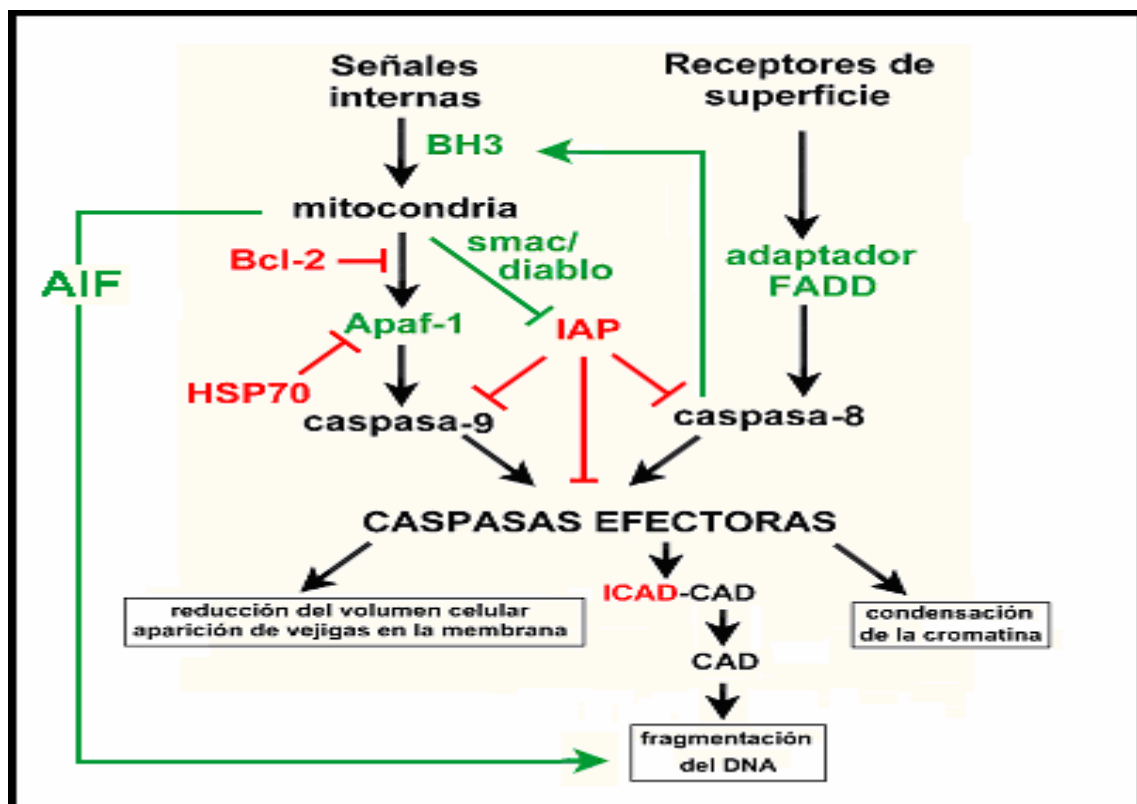 Señales
internas
Receptores de
superficie
BH3
mitocondria
smac/
diablo
Bcl-2
adaptador
FADD
AIF
Apaf-1
IAP
HSP70
caspasa-9
caspasa-8
CASPASAS EFECTORAS
ICAD-CAD
reducción del volumen celular
aparición de vejigas en la membrana
condensación
de la cromatina
CAD
fragmentación
del DNA